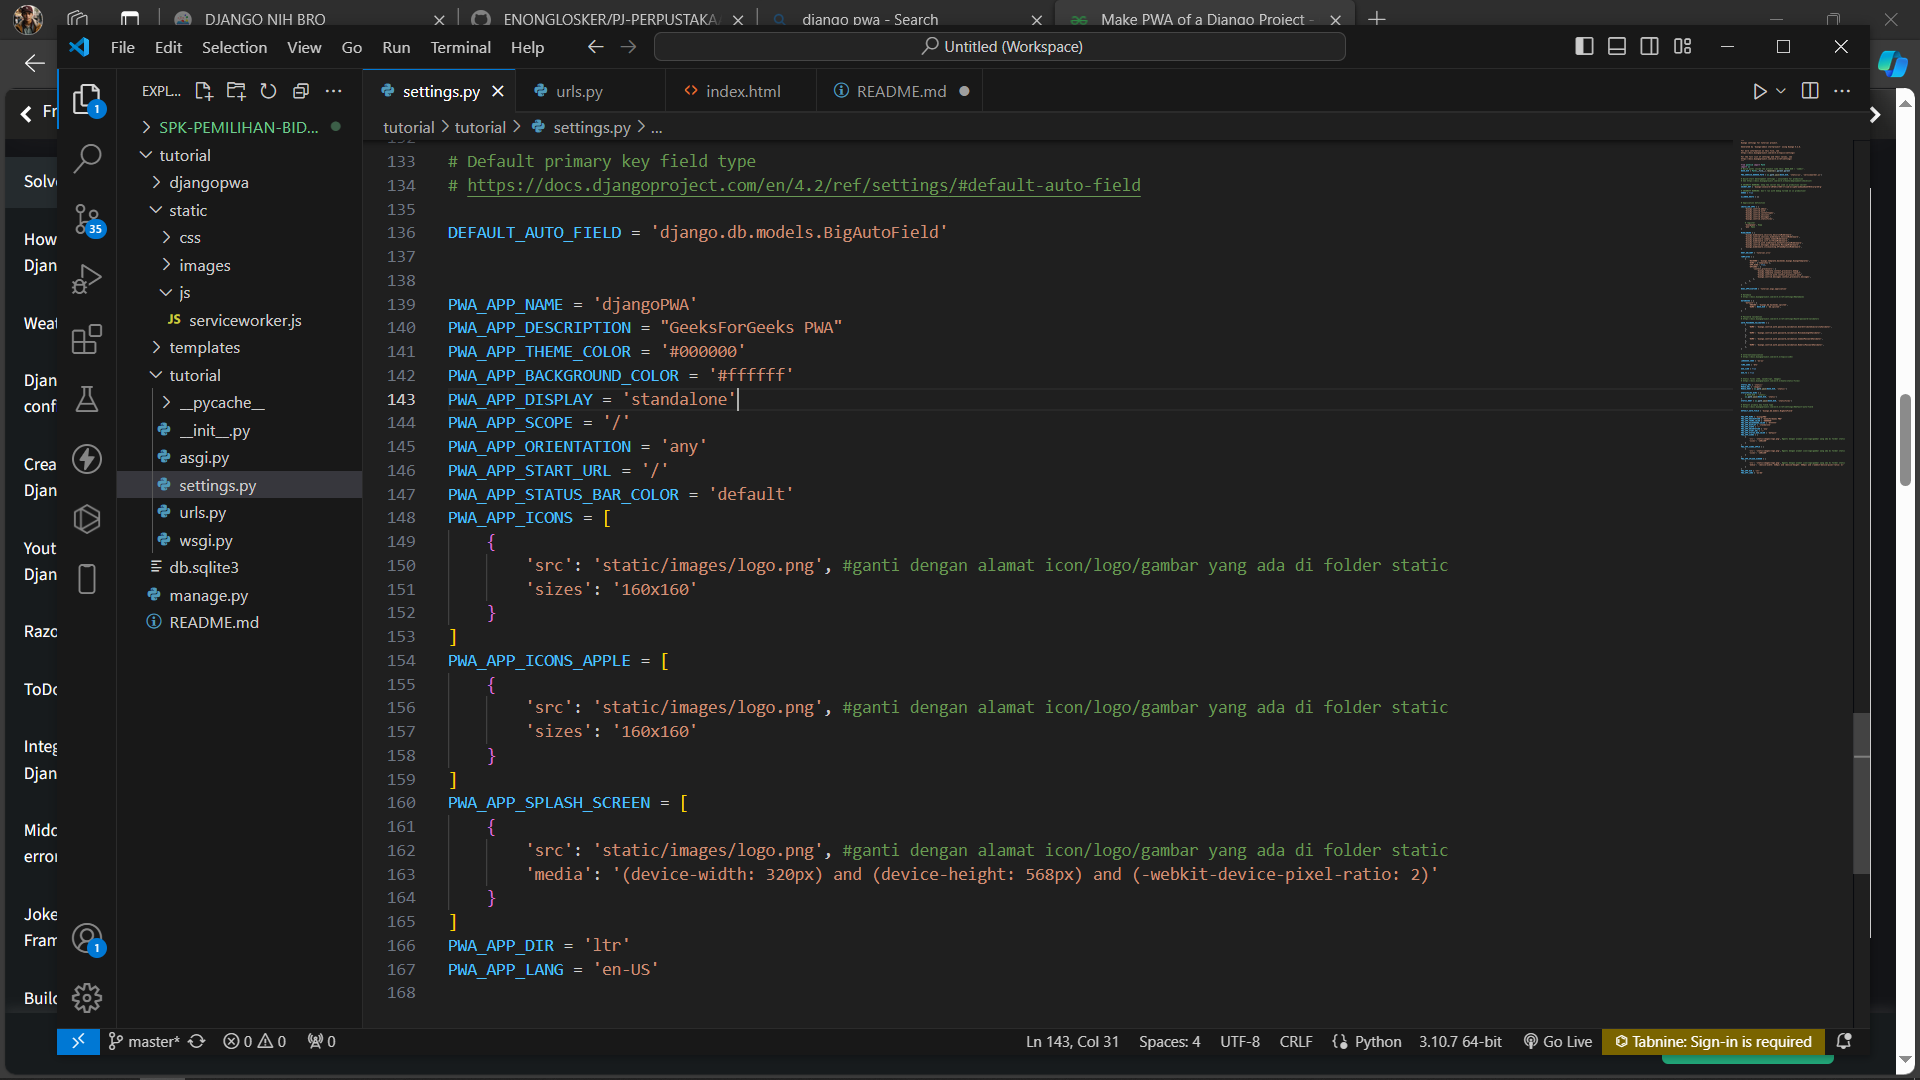 DJANGO NIH BRO
ENONGLOSKER/PJ-PERPUSTAKA
django pwa - Search
Make PWA of a Django Project -
File Edit Selection View Go Run Terminal Help
Untitled (Workspace)
EXPL...
settings.py
urls.py
index.html
README.md
tutorial > tutorial > settings.py > ...
SPK-PEMILIHAN-BID...
tutorial
djangopwa
static
css
images
js
JS serviceworker.js
templates
tutorial
__pycache__
__init__.py
asgi.py
settings.py
urls.py
wsgi.py
db.sqlite3
manage.py
README.md
1
35
1
Fr
Solve
How
Djan
Weat
Djan
conf
Crea
Djan
Yout
Djan
Razo
ToDo
Integ
Djan
Midd
error
Joke
Fram
Build
132
133 # Default primary key field type
134 # https://docs.djangoproject.com/en/4.2/ref/settings/#default-auto-field
135
136 DEFAULT_AUTO_FIELD = 'django.db.models.BigAutoField'
137
138
139 PWA_APP_NAME = 'djangoPWA'
140 PWA_APP_DESCRIPTION = "GeeksForGeeks PWA"
141 PWA_APP_THEME_COLOR = '#000000'
142 PWA_APP_BACKGROUND_COLOR = '#ffffff'
143 PWA_APP_DISPLAY = 'standalone'
144 PWA_APP_SCOPE = '/'
145 PWA_APP_ORIENTATION = 'any'
146 PWA_APP_START_URL = '/'
147 PWA_APP_STATUS_BAR_COLOR = 'default'
148 PWA_APP_ICONS = [
149 {
150 'src': 'static/images/logo.png', #ganti dengan alamat icon/logo/gambar yang ada di folder static
151 'sizes': '160x160'
152 }
153 ]
154 PWA_APP_ICONS_APPLE = [
155 {
156 'src': 'static/images/logo.png', #ganti dengan alamat icon/logo/gambar yang ada di folder static
157 'sizes': '160x160'
158 }
159 ]
160 PWA_APP_SPLASH_SCREEN = [
161 {
162 'src': 'static/images/logo.png', #ganti dengan alamat icon/logo/gambar yang ada di folder static
163 'media': '(device-width: 320px) and (device-height: 568px) and (-webkit-device-pixel-ratio: 2)'
164 }
165 ]
166 PWA_APP_DIR = 'ltr'
167 PWA_APP_LANG = 'en-US'
168
master* 0 0 0
Ln 143, Col 31 Spaces: 4 UTF-8 CRLF Python 3.10.7 64-bit Go Live Tabnine: Sign-in is required